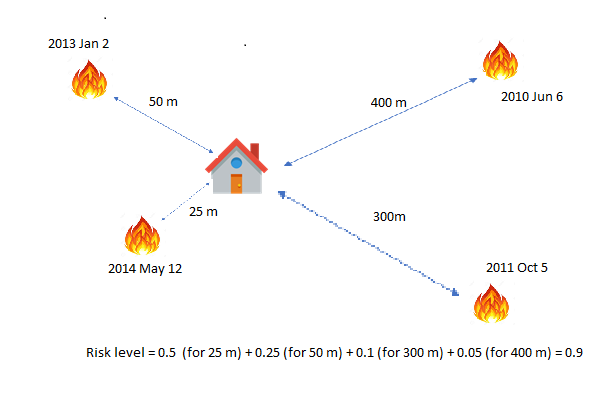 2013 Jan 2
50 m
400 m
2010 Jun 6
25 m
300m
2014 May 12
2011 Oct 5
Risk level = 0.5 (for 25 m) + 0.25 (for 50 m) + 0.1 (for 300 m) + 0.05 (for 400 m) = 0.9